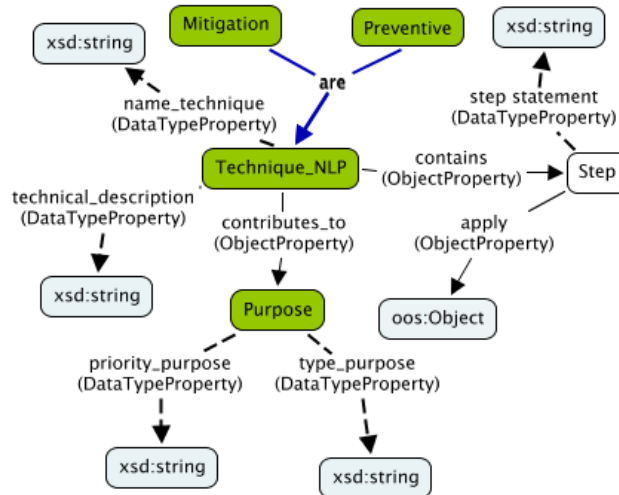 Mitigation
Preventive
xsd:string
xsd:string
are
name_technique
(DataTypeProperty)
step statement
(DataTypeProperty)
Technique_NLP
contains
(ObjectProperty)
Step
technical_description
(DataTypeProperty)
contributes_to
(ObjectProperty)
apply
(ObjectProperty)
xsd:string
Purpose
oos:Object
priority_purpose
(DataTypeProperty)
type_purpose
(DataTypeProperty)
xsd:string
xsd:string